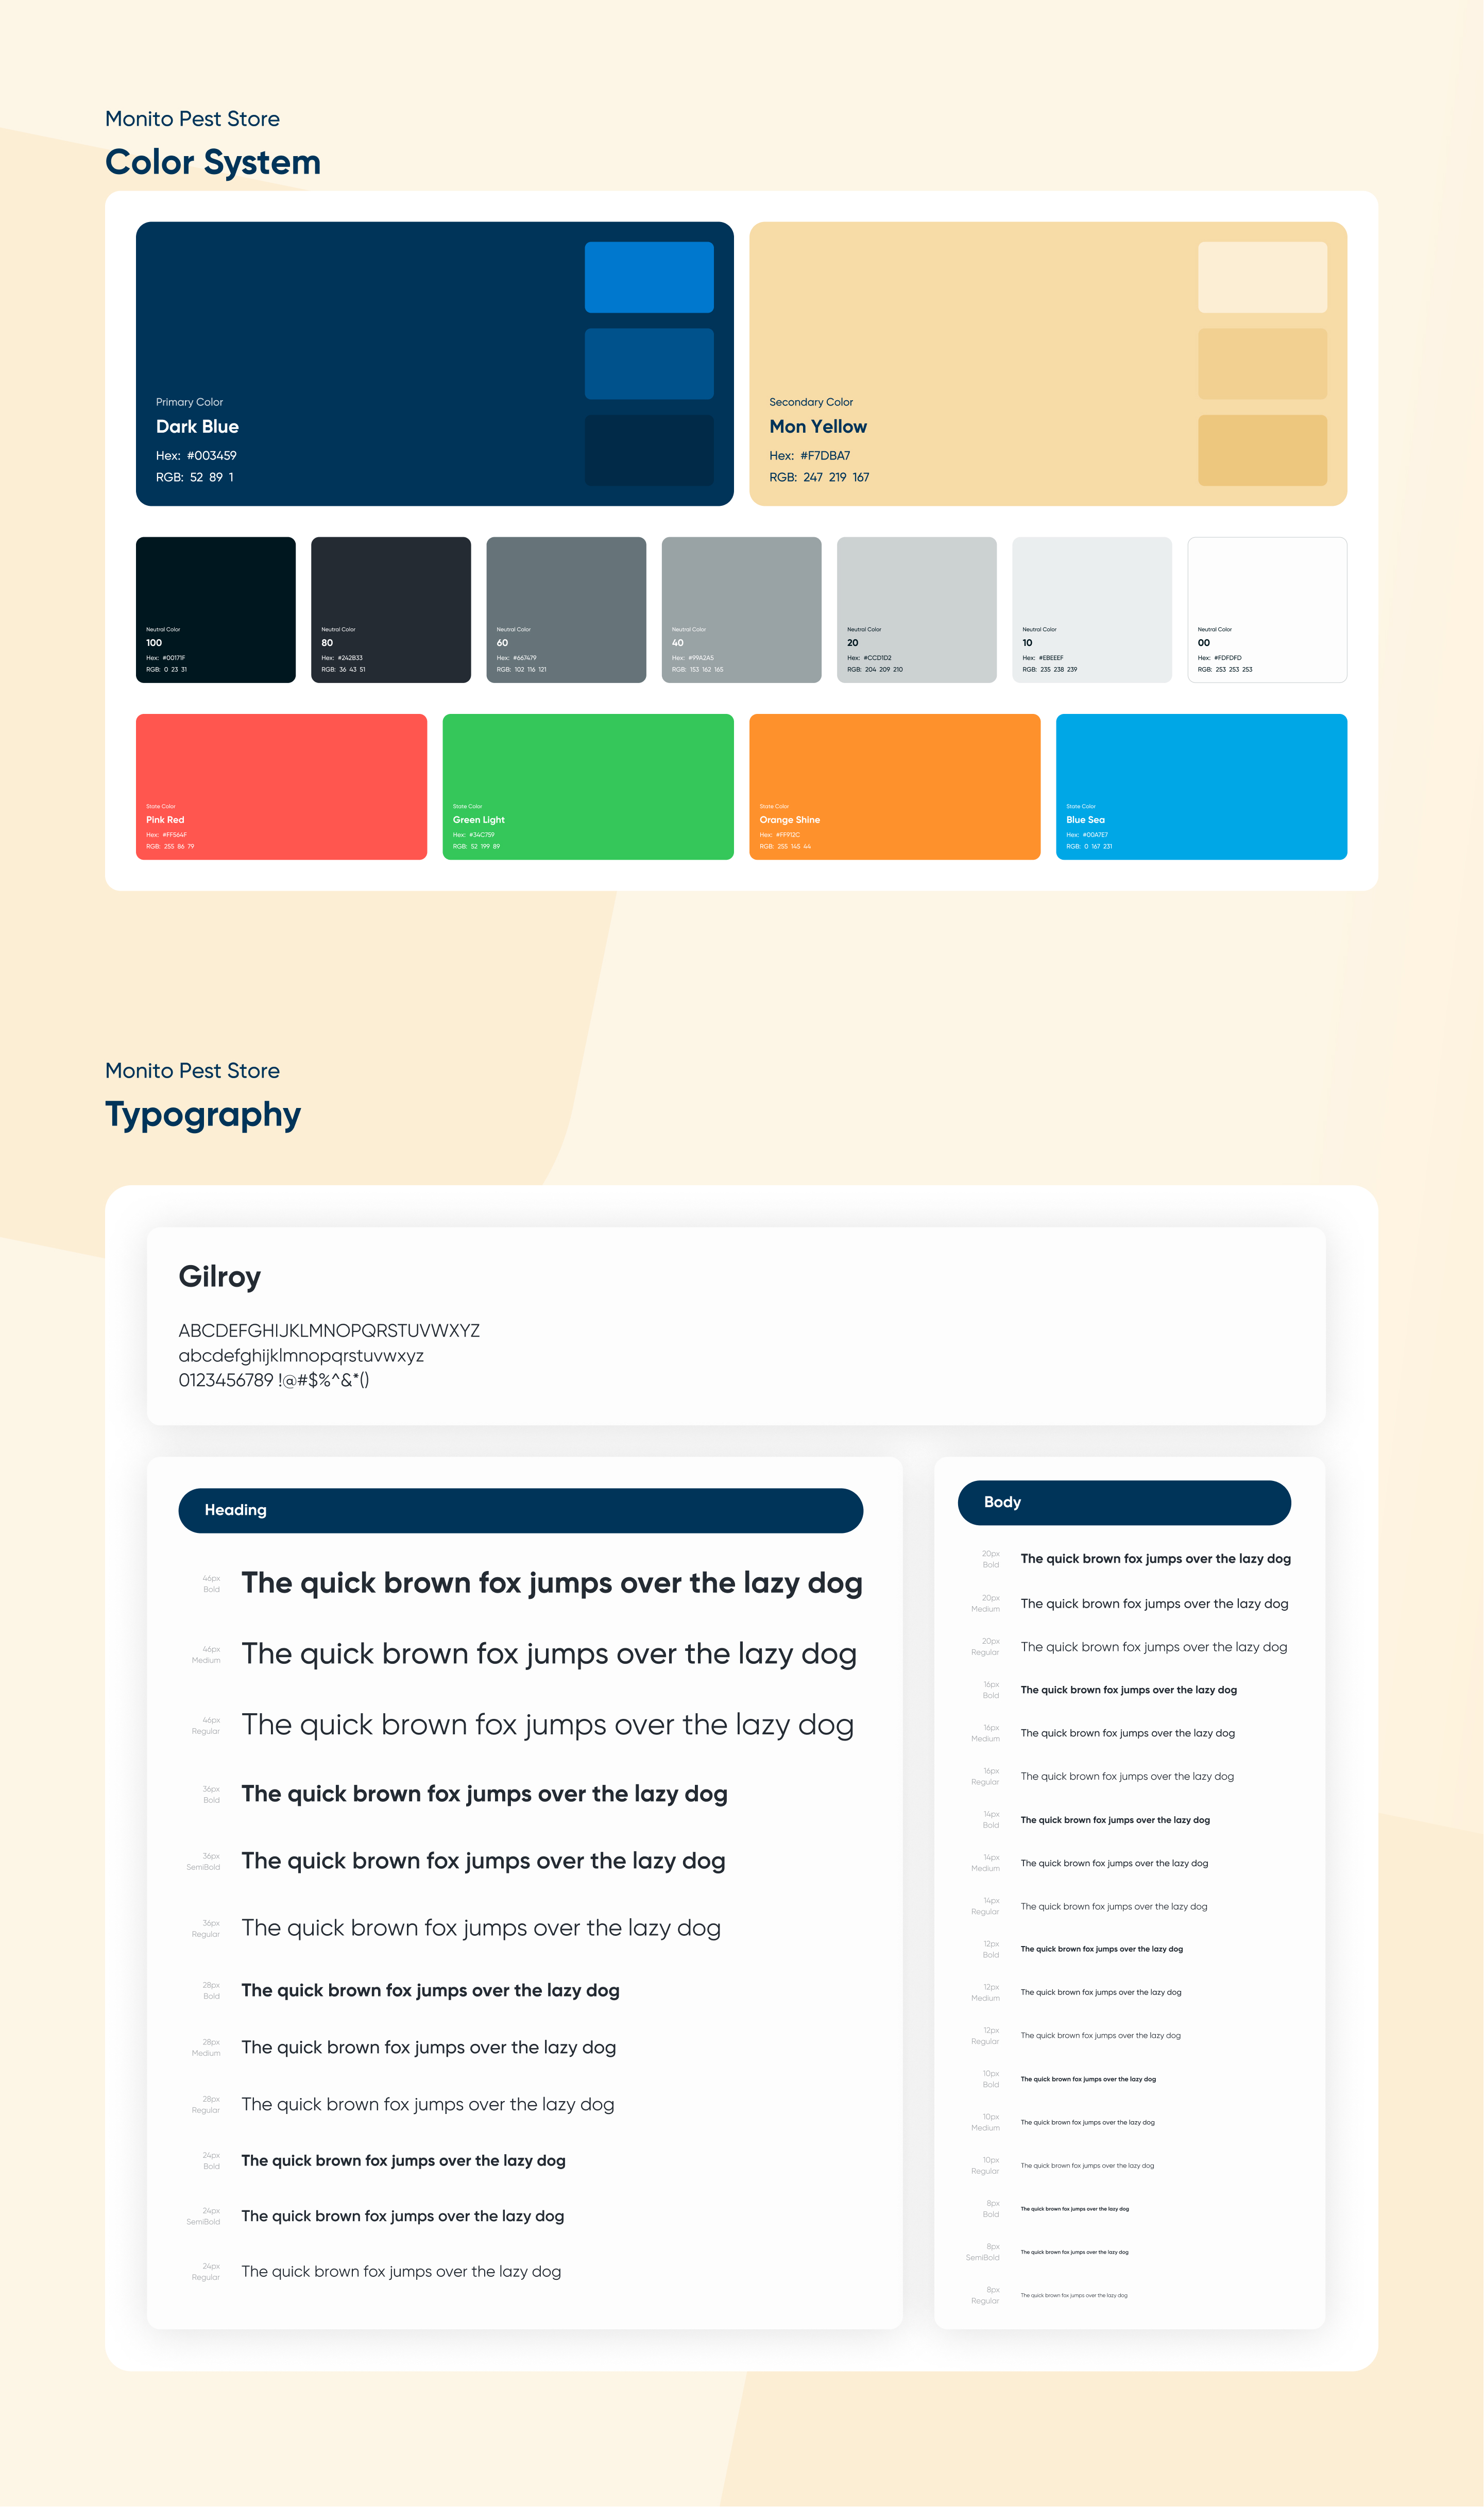 Monito Pest Store
Color System
Primary Color
Dark Blue
Hex: #003459
RGB: 52 89 1
Secondary Color
Mon Yellow
Hex: #F7DBA7
RGB: 247 219 167
Neutral Color
100
Hex: #00171F
RGB: 0 23 31
Neutral Color
80
Hex: #242B33
RGB: 36 43 51
Neutral Color
60
Hex: #667479
RGB: 102 116 121
Neutral Color
40
Hex: #99A2A5
RGB: 153 162 165
Neutral Color
20
Hex: #CCD1D2
RGB: 204 209 210
Neutral Color
10
Hex: #EBEEEF
RGB: 235 238 239
Neutral Color
00
Hex: #FDFDFD
RGB: 253 253 253
State Color
Pink Red
Hex: #FF564F
RGB: 255 86 79
State Color
Green Light
Hex: #34C759
RGB: 52 199 89
State Color
Orange Shine
Hex: #FF912C
RGB: 255 145 44
State Color
Blue Sea
Hex: #00A7E7
RGB: 0 167 231
Monito Pest Store
Typography
Gilroy
ABCDEFGHIJKLMNOPQRSTUVWXYZ
abcdefghijklmnopqrstuvwxyz
0123456789 !@#$%^&*()
Heading
46px
Bold
The quick brown fox jumps over the lazy dog
46px
Medium
The quick brown fox jumps over the lazy dog
46px
Regular
The quick brown fox jumps over the lazy dog
36px
Bold
The quick brown fox jumps over the lazy dog
36px
SemiBold
The quick brown fox jumps over the lazy dog
36px
Regular
The quick brown fox jumps over the lazy dog
28px
Bold
The quick brown fox jumps over the lazy dog
28px
Medium
The quick brown fox jumps over the lazy dog
28px
Regular
The quick brown fox jumps over the lazy dog
24px
Bold
The quick brown fox jumps over the lazy dog
24px
SemiBold
The quick brown fox jumps over the lazy dog
24px
Regular
The quick brown fox jumps over the lazy dog
Body
20px
Bold
The quick brown fox jumps over the lazy dog
20px
Medium
The quick brown fox jumps over the lazy dog
20px
Regular
The quick brown fox jumps over the lazy dog
16px
Bold
The quick brown fox jumps over the lazy dog
16px
Medium
The quick brown fox jumps over the lazy dog
16px
Regular
The quick brown fox jumps over the lazy dog
14px
Bold
The quick brown fox jumps over the lazy dog
14px
Medium
The quick brown fox jumps over the lazy dog
14px
Regular
The quick brown fox jumps over the lazy dog
12px
Bold
The quick brown fox jumps over the lazy dog
12px
Medium
The quick brown fox jumps over the lazy dog
12px
Regular
The quick brown fox jumps over the lazy dog
10px
Bold
The quick brown fox jumps over the lazy dog
10px
Medium
The quick brown fox jumps over the lazy dog
10px
Regular
The quick brown fox jumps over the lazy dog
8px
Bold
The quick brown fox jumps over the lazy dog
8px
SemiBold
The quick brown fox jumps over the lazy dog
8px
Regular
The quick brown fox jumps over the lazy dog